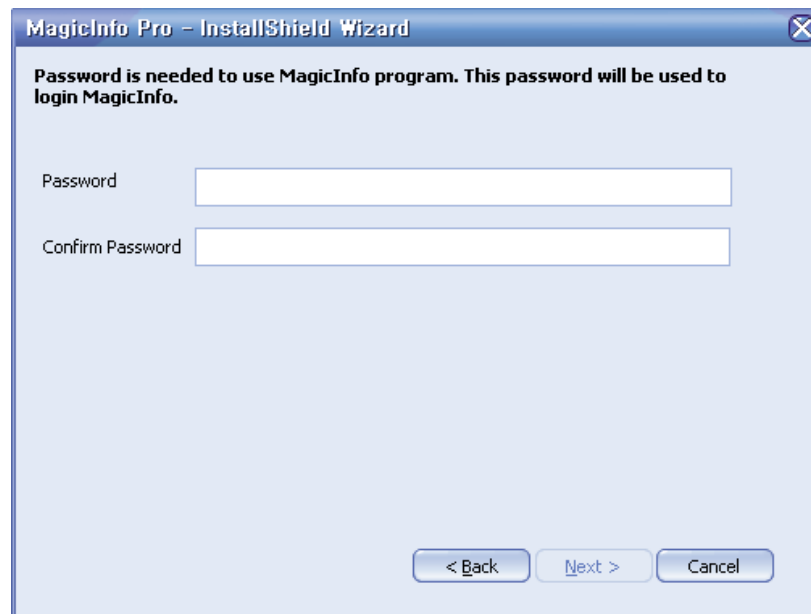 MagicInfo Pro - InstallShield Wizard
Password is needed to use MagicInfo program. This password will be used to
login MagicInfo.
Password
Confirm Password
< Back
Next >
Cancel